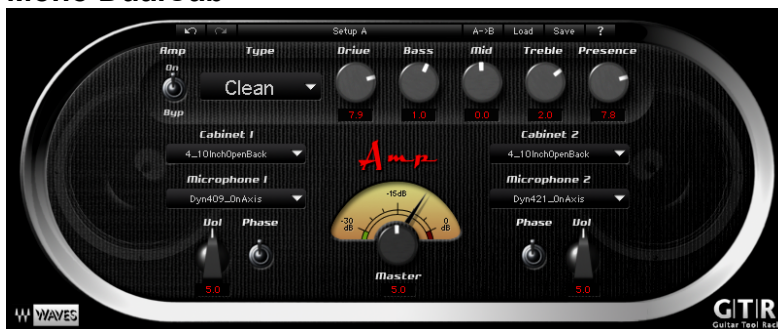 Mono DualCab
Setup A A->B Load Save ?
Amp Type Drive Bass Mid Treble Presence
On
Clean
Byp 7.9 1.0 0.0 2.0 7.8
Cabinet 1 Cabinet 2
4_10InchOpenBack Amp 4_10InchOpenBack
Microphone 1 Microphone 2
Dyn409_OnAxis -15dB Dyn421_OnAxis
Vol Phase -30 dB 0 dB Phase Vol
Master
5.0 5.0 5.0
WAVES GTR
Guitar Tool Rack